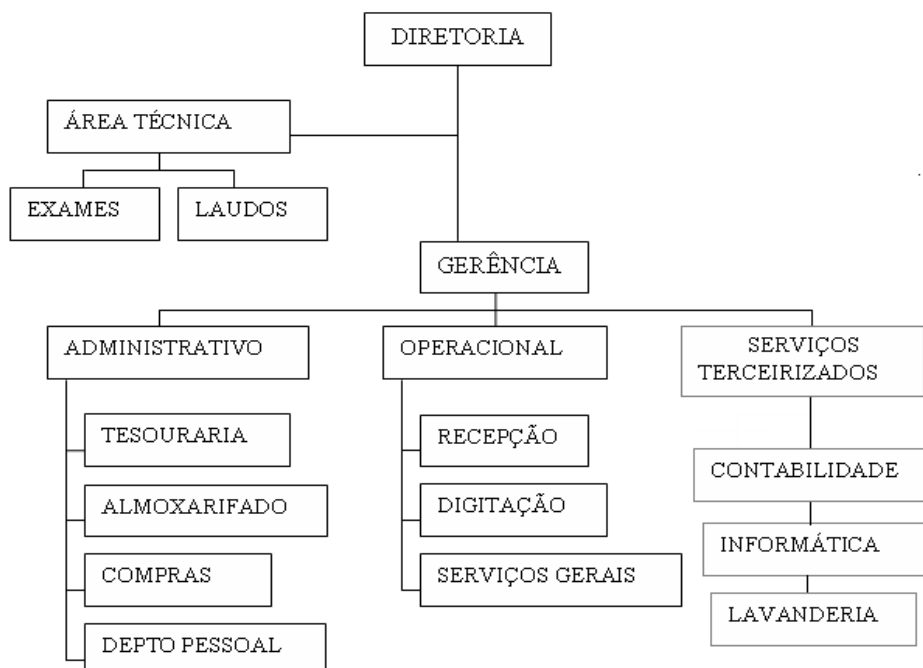 DIRETORIA
ÁREA TÉCNICA
EXAMES
LAUDOS
GERÊNCIA
ADMINISTRATIVO
TESOURARIA
ALMOXARIFADO
COMPRAS
DEPTO PESSOAL
OPERACIONAL
RECEPÇÃO
DIGITAÇÃO
SERVIÇOS GERAIS
SERVIÇOS
TERCEIRIZADOS
CONTABILIDADE
INFORMÁTICA
LAVANDERIA